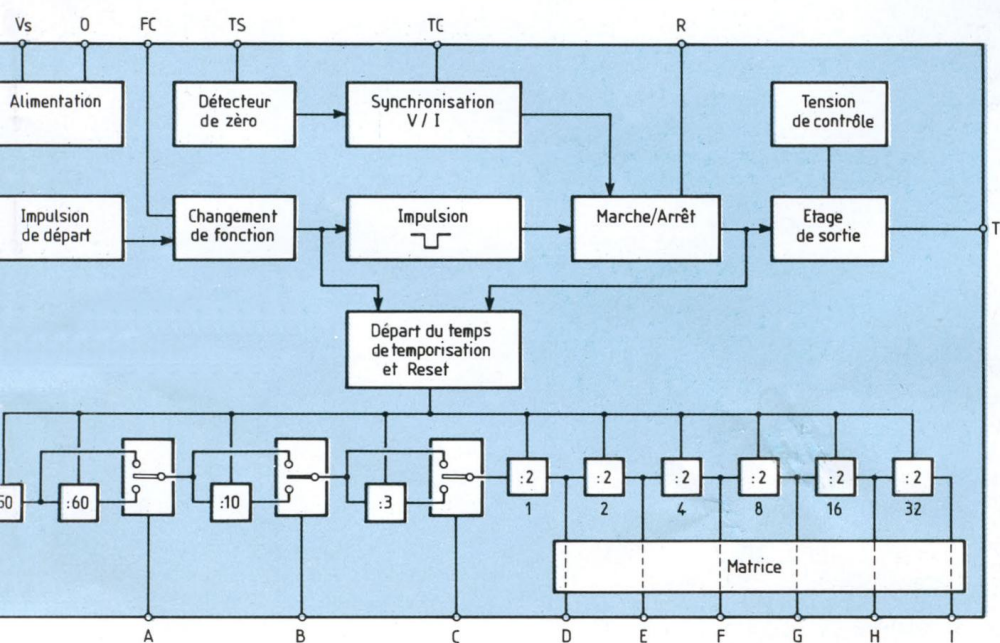 Vs O FC TS TC R
Alimentation
Détecteur
de zèro
Synchronisation
V / I
Tension
de contrôle
Impulsion
de départ
Changement
de fonction
Impulsion
Marche/Arrêt
Etage
de sortie
T
Départ du temps
de temporisation
et Reset
:60 :10 :3 :2 :2 :2 :2 :2 :2
1 2 4 8 16 32
Matrice
A B C D E F G H I